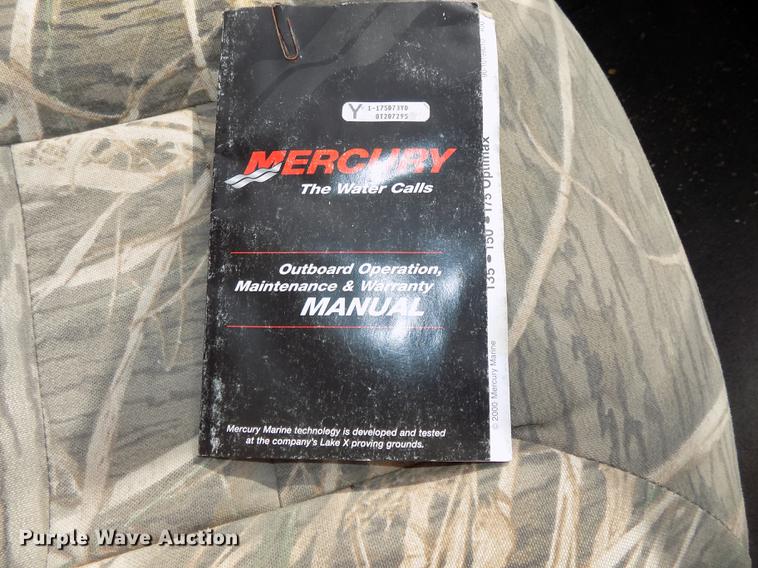 Y 1-175D73YD
0T207295
MERCURY
The Water Calls
Outboard Operation,
Maintenance & Warranty
MANUAL
Mercury Marine technology is developed and tested
at the company's Lake X proving grounds.
135 • 150 • 175 Optimax
© 2000 Mercury Marine
Purple Wave Auction